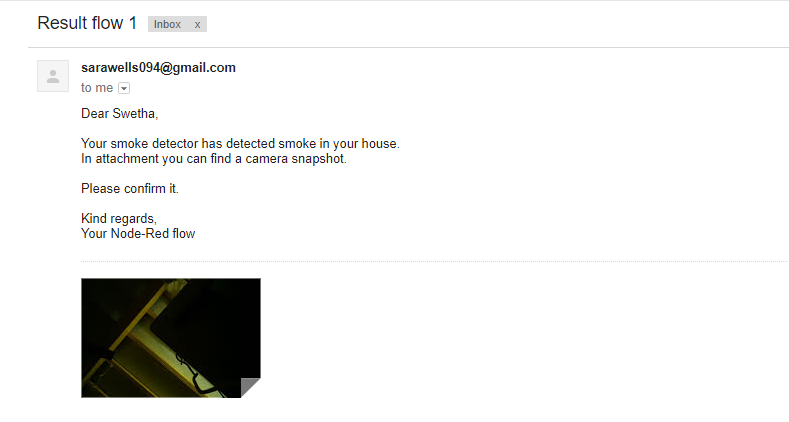 Result flow 1 Inbox x
sarawells094@gmail.com
to me
Dear Swetha,
Your smoke detector has detected smoke in your house.
In attachment you can find a camera snapshot.
Please confirm it.
Kind regards,
Your Node-Red flow